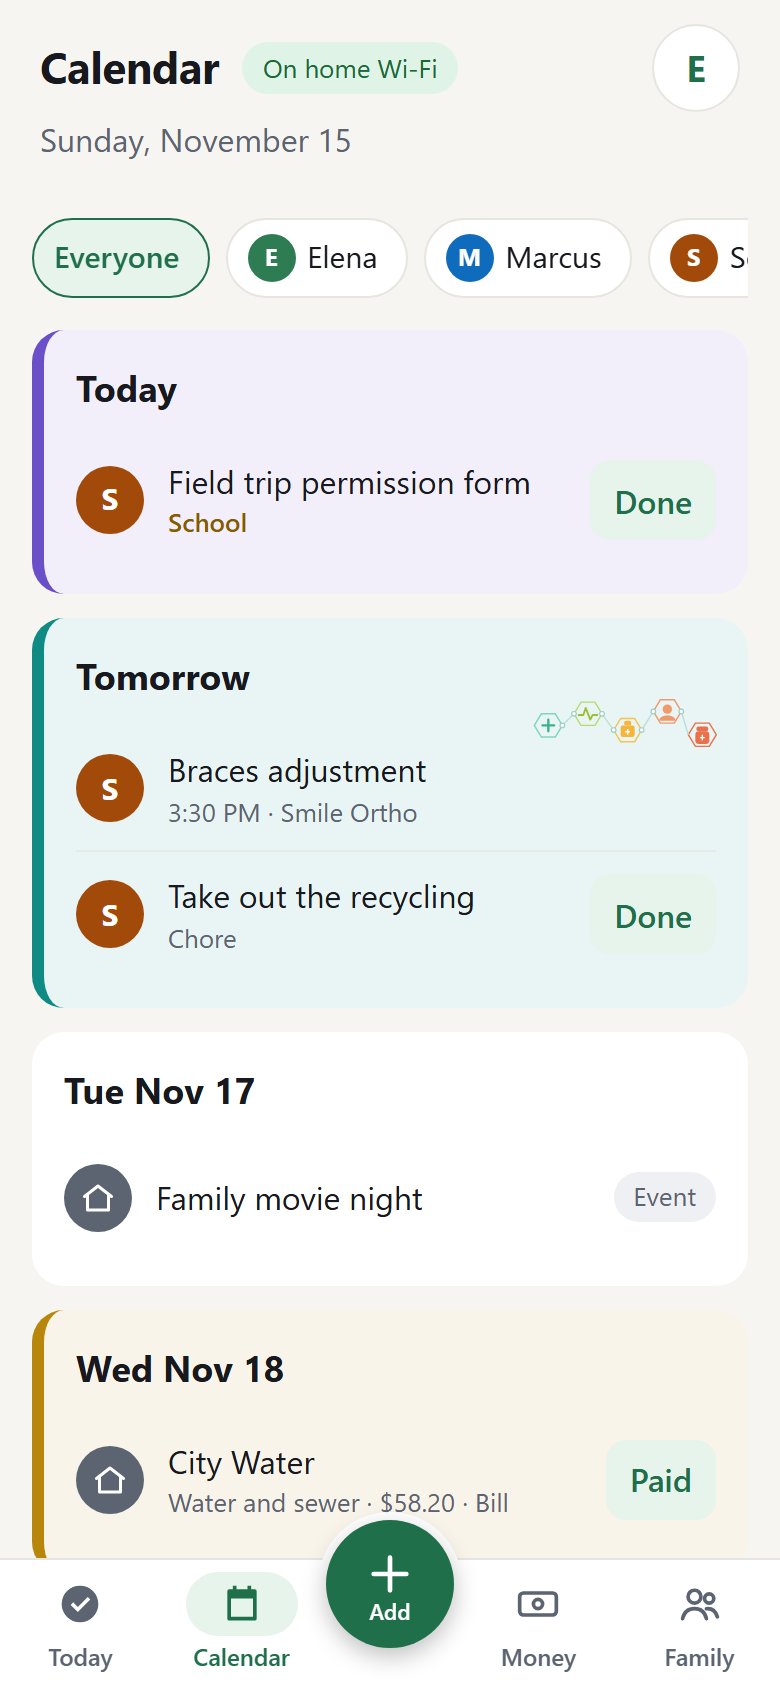 Calendar
On home Wi-Fi
E
Sunday, November 15
Everyone
E Elena
M Marcus
S
Today
S
Field trip permission form
School
Done
Tomorrow
S
Braces adjustment
3:30 PM · Smile Ortho
S
Take out the recycling
Chore
Done
Tue Nov 17
Family movie night
Event
Wed Nov 18
City Water
Water and sewer · $58.20 · Bill
Paid
Add
Today
Calendar
Money
Family